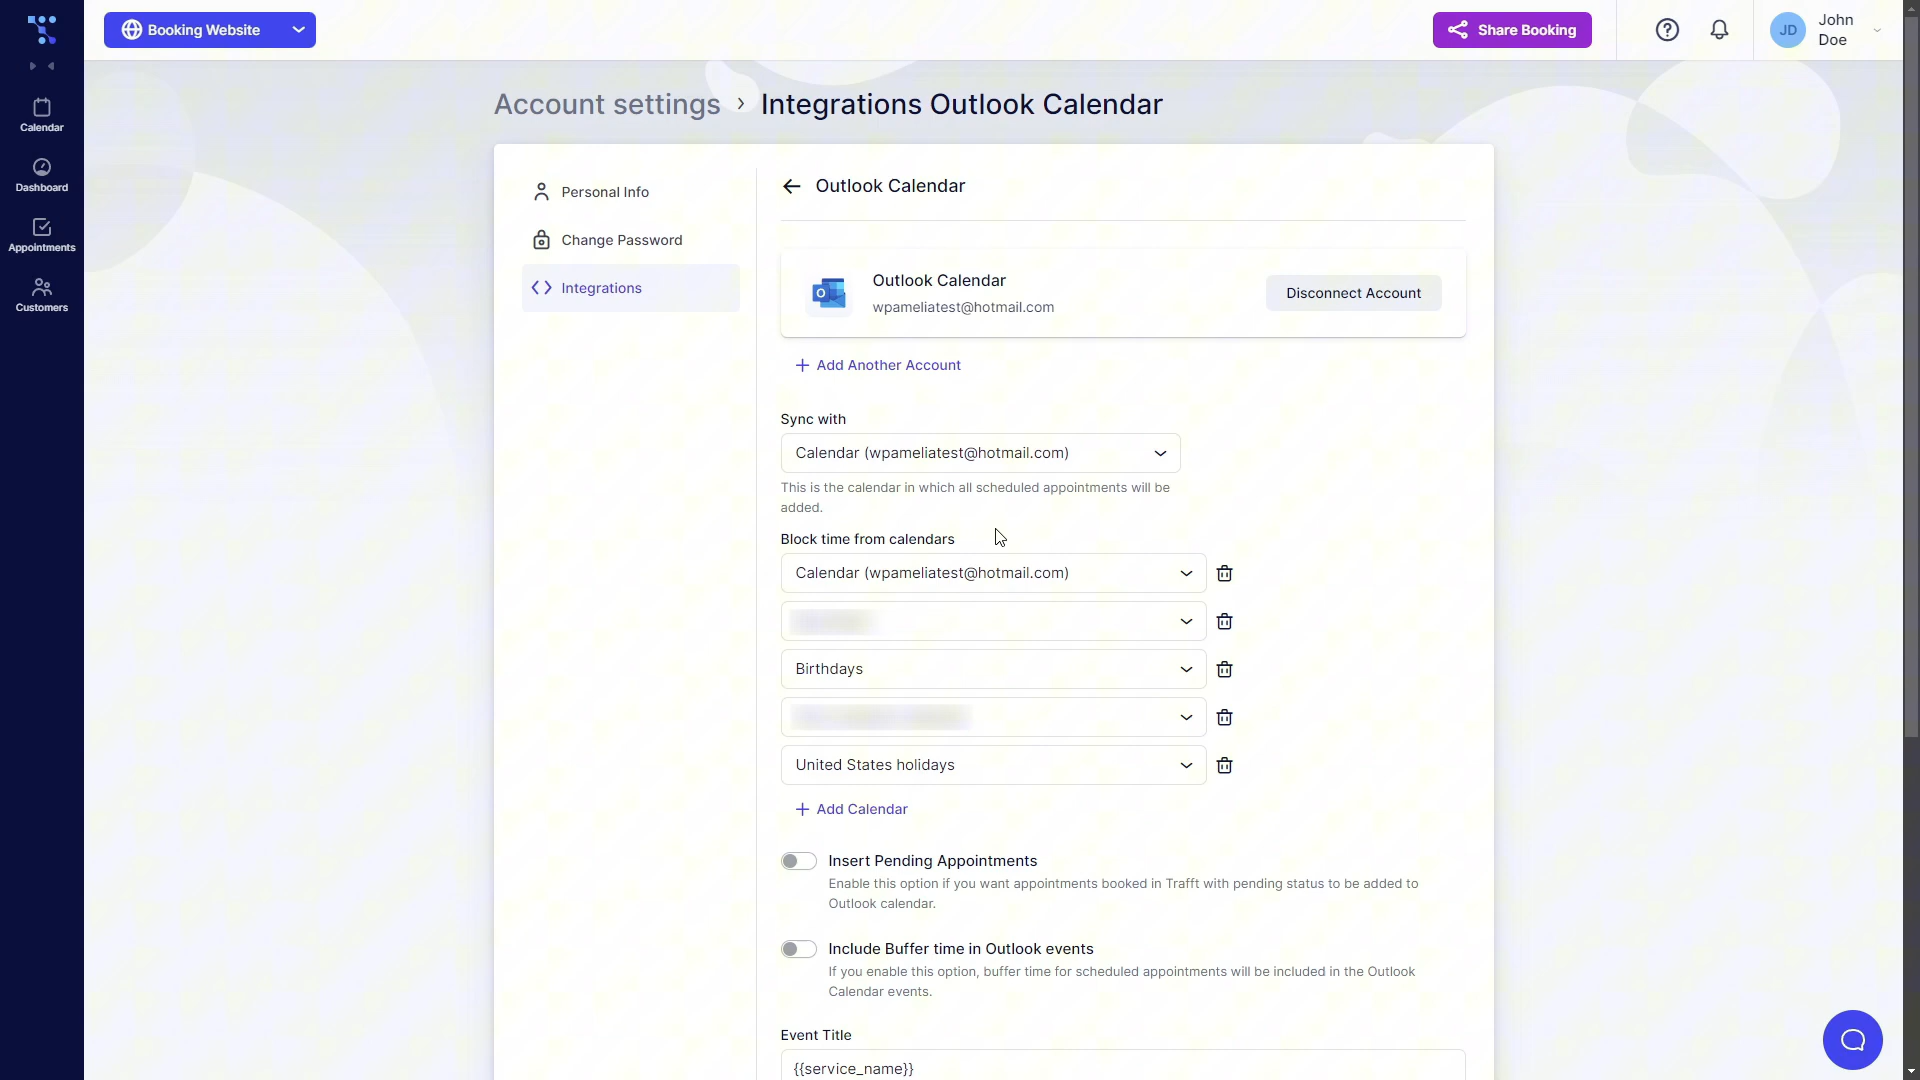 Booking Website
Share Booking
JD
John
Doe
Calendar
Dashboard
Appointments
Customers
Account settings › Integrations Outlook Calendar
Personal Info
Change Password
Integrations
Outlook Calendar
Outlook Calendar
wpameliatest@hotmail.com
Disconnect Account
Add Another Account
Sync with
Calendar (wpameliatest@hotmail.com)
This is the calendar in which all scheduled appointments will be
added.
Block time from calendars
Calendar (wpameliatest@hotmail.com)
Birthdays
United States holidays
Add Calendar
Insert Pending Appointments
Enable this option if you want appointments booked in Trafft with pending status to be added to
Outlook calendar.
Include Buffer time in Outlook events
If you enable this option, buffer time for scheduled appointments will be included in the Outlook
Calendar events.
Event Title
{{service_name}}